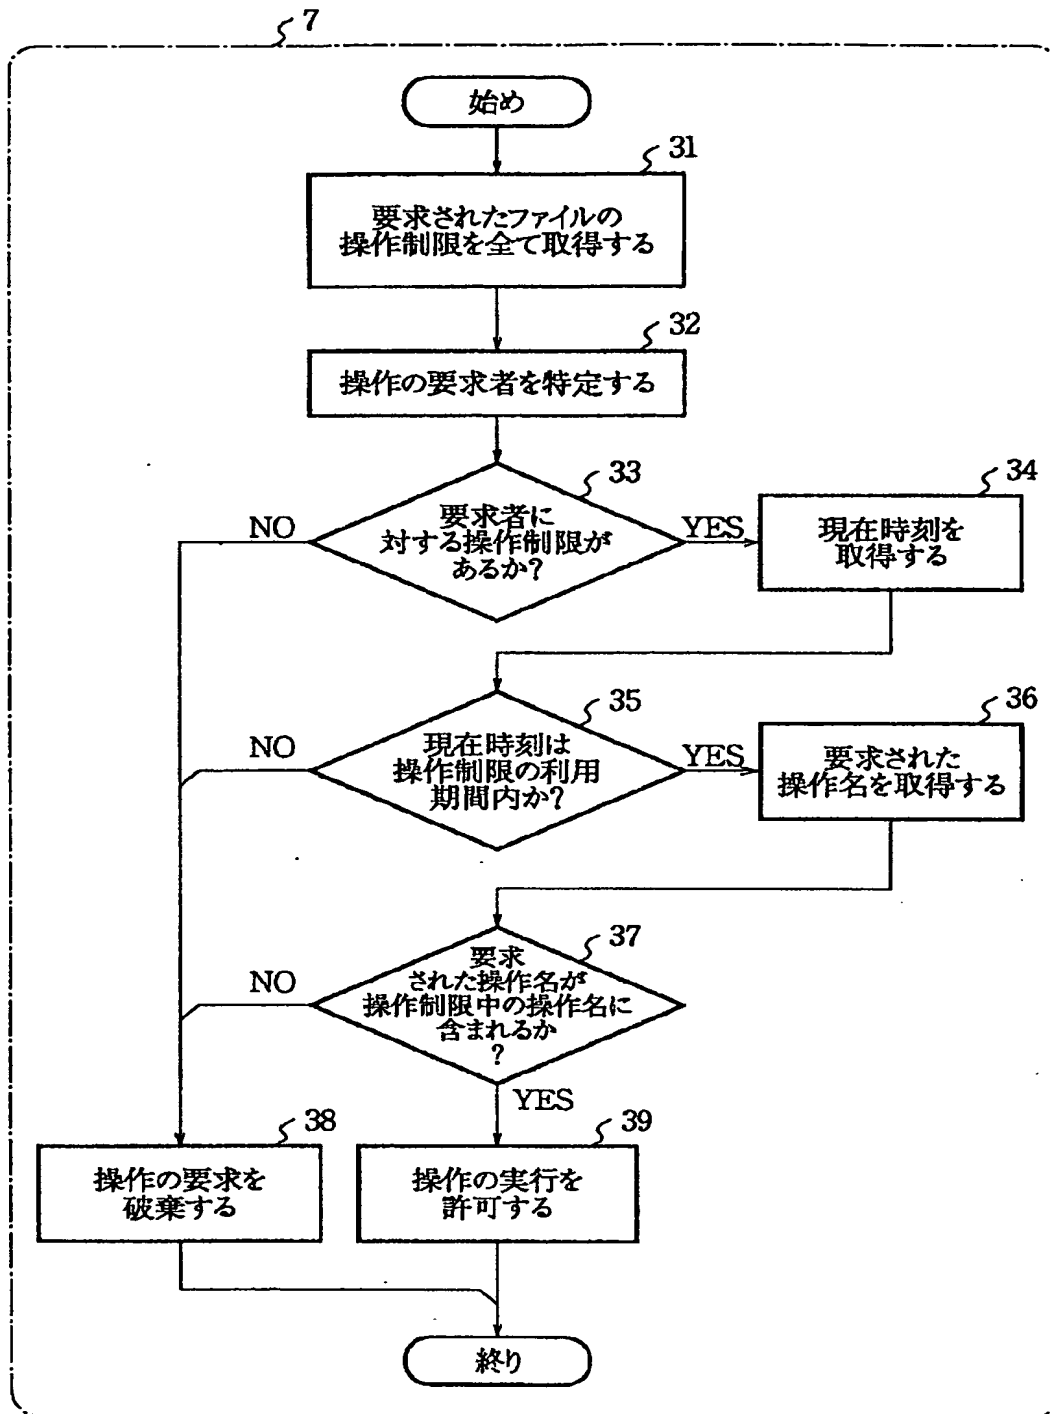 7
始め
31
要求されたファイルの
操作制限を全て取得する
32
操作の要求者を特定する
33
要求者に
対する操作制限が
あるか?
NO
YES
34
現在時刻を
取得する
35
現在時刻は
操作制限の利用
期間内か?
NO
YES
36
要求された
操作名を取得する
37
要求
された操作名が
操作制限中の操作名に
含まれるか
?
NO
YES
38
操作の要求を
破棄する
39
操作の実行を
許可する
終り